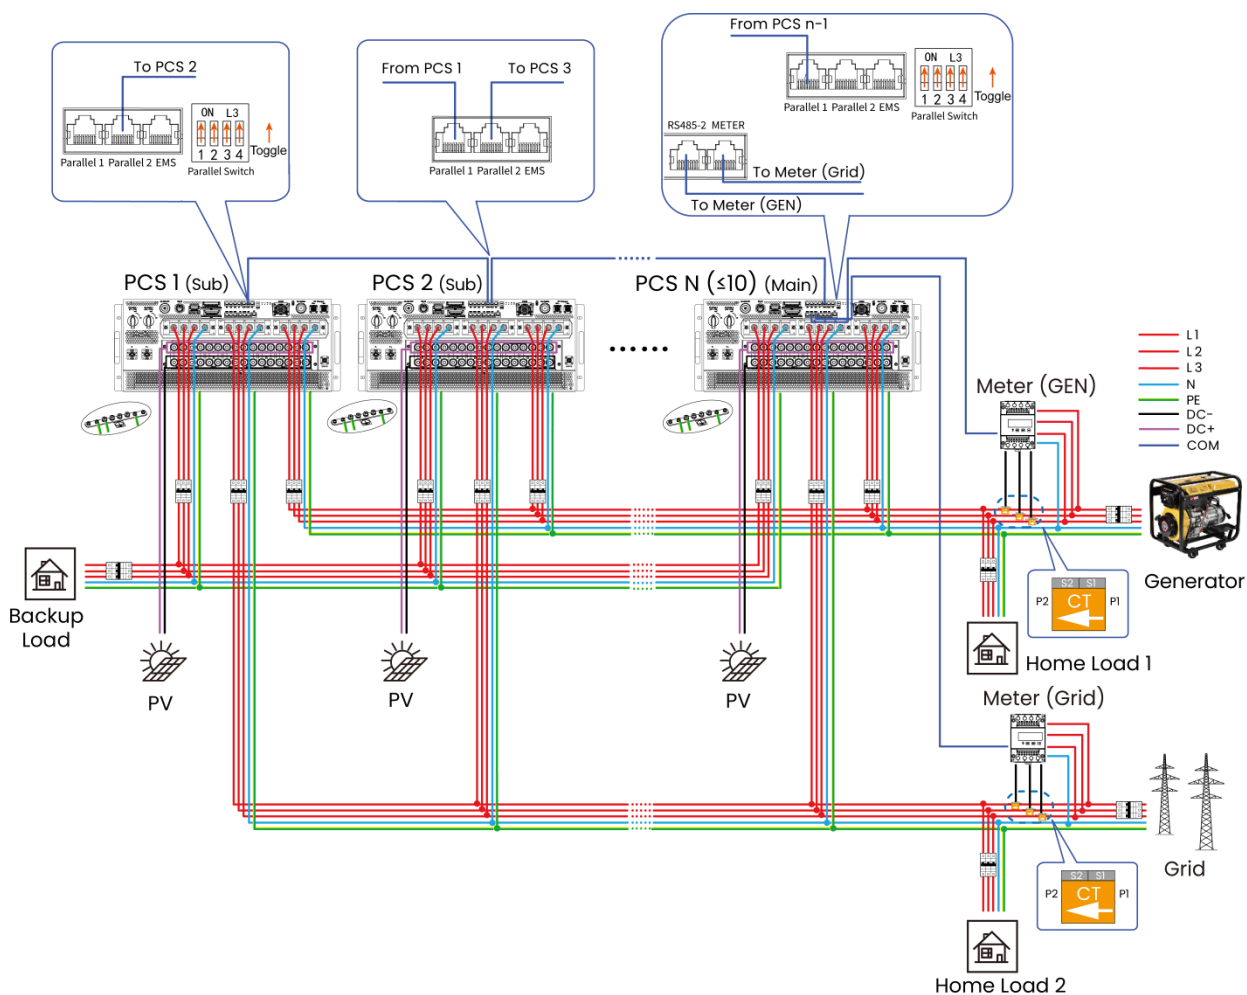 To PCS 2
ON L3
1 2 3 4
Toggle
Parallel 1 Parallel 2 EMS
Parallel Switch
From PCS 1
To PCS 3
Parallel 1 Parallel 2 EMS
From PCS n-1
ON L3
1 2 3 4
Toggle
Parallel 1 Parallel 2 EMS
Parallel Switch
RS485-2 METER
To Meter (Grid)
To Meter (GEN)
PCS 1 (Sub)
PCS 2 (Sub)
PCS N (≤10) (Main)
L1
L2
L3
N
PE
DC-
DC+
COM
Meter (GEN)
Generator
S2 S1
P2 CT P1
Backup
Load
Home Load 1
PV
PV
PV
Meter (Grid)
Grid
S2 S1
P2 CT P1
Home Load 2